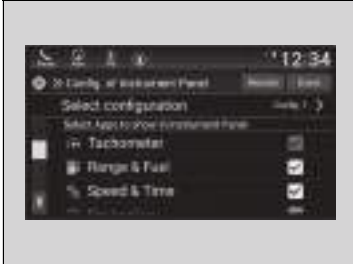 12:34
Config. of Instrument Panel
Select configuration
Select Apps to show in Instrument Panel
Tachometer
Range & Fuel
Speed & Time